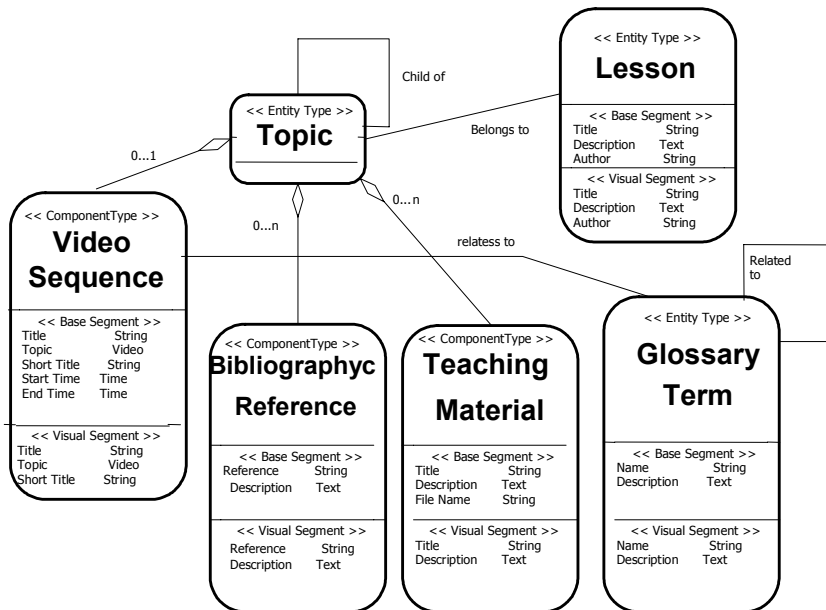 Child of
<< Entity Type >>
Topic
Belongs to
<< Entity Type >>
Lesson
<< Base Segment >>
Title String
Description Text
Author String
<< Visual Segment >>
Title String
Description Text
Author String
0...1
0...n
0...n
relatess to
Related
to
<< ComponentType >>
Video
Sequence
<< Base Segment >>
Title String
Topic Video
Short Title String
Start Time Time
End Time Time
<< Visual Segment >>
Title String
Topic Video
Short Title String
<< ComponentType >>
Bibliographyc
Reference
<< Base Segment >>
Reference String
Description Text
<< Visual Segment >>
Reference String
Description Text
<< ComponentType >>
Teaching
Material
<< Base Segment >>
Title String
Description Text
File Name String
<< Visual Segment >>
Title String
Description Text
<< Entity Type >>
Glossary
Term
<< Base Segment >>
Name String
Description Text
<< Visual Segment >>
Name String
Description Text